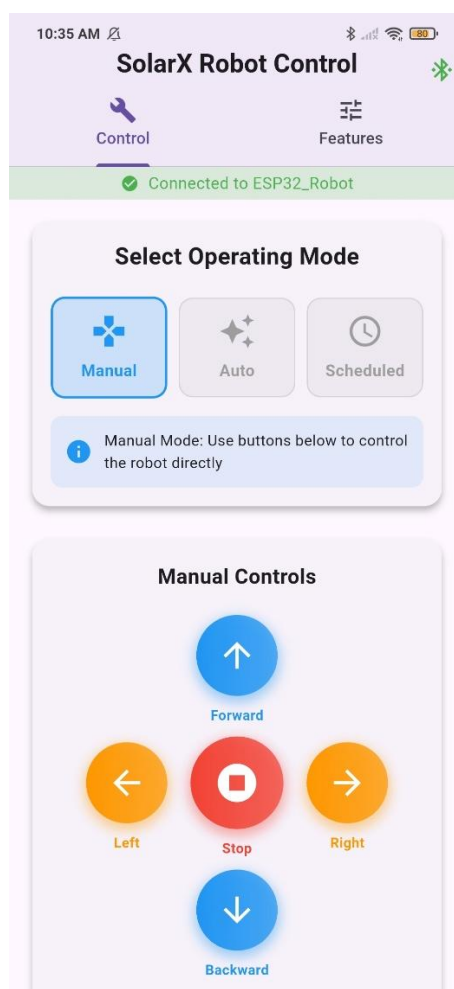 10:35 AM
80
SolarX Robot Control
Control
Features
Connected to ESP32_Robot
Select Operating Mode
Manual
Auto
Scheduled
Manual Mode: Use buttons below to control
the robot directly
Manual Controls
Forward
Left
Stop
Right
Backward